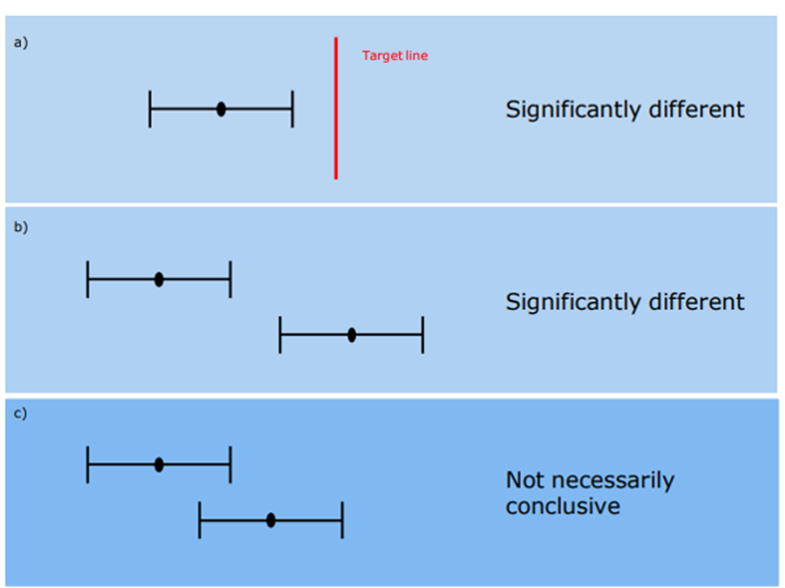 a)
Target line
Significantly different
b)
Significantly different
c)
Not necessarily
conclusive